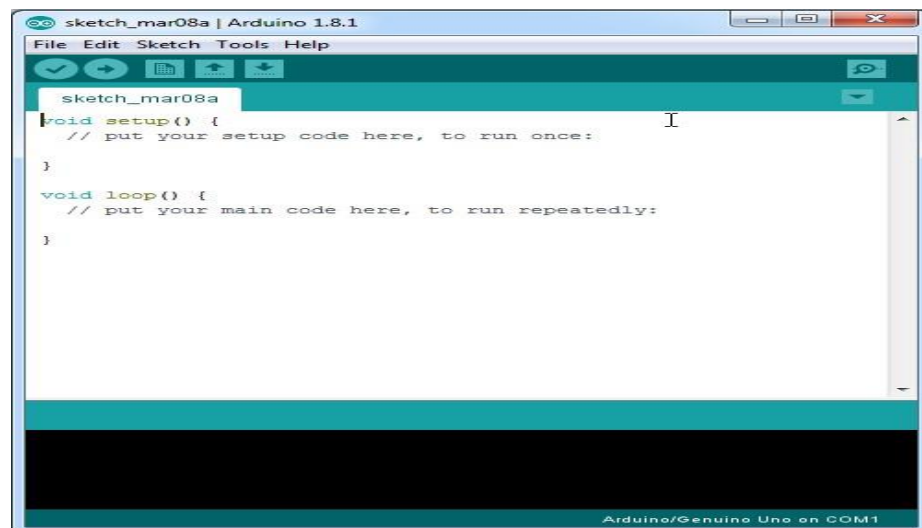 sketch_mar08a | Arduino 1.8.1
File Edit Sketch Tools Help
sketch_mar08a
void setup() {
// put your setup code here, to run once:
}
void loop() {
// put your main code here, to run repeatedly:
}
Arduino/Genuino Uno on COM1